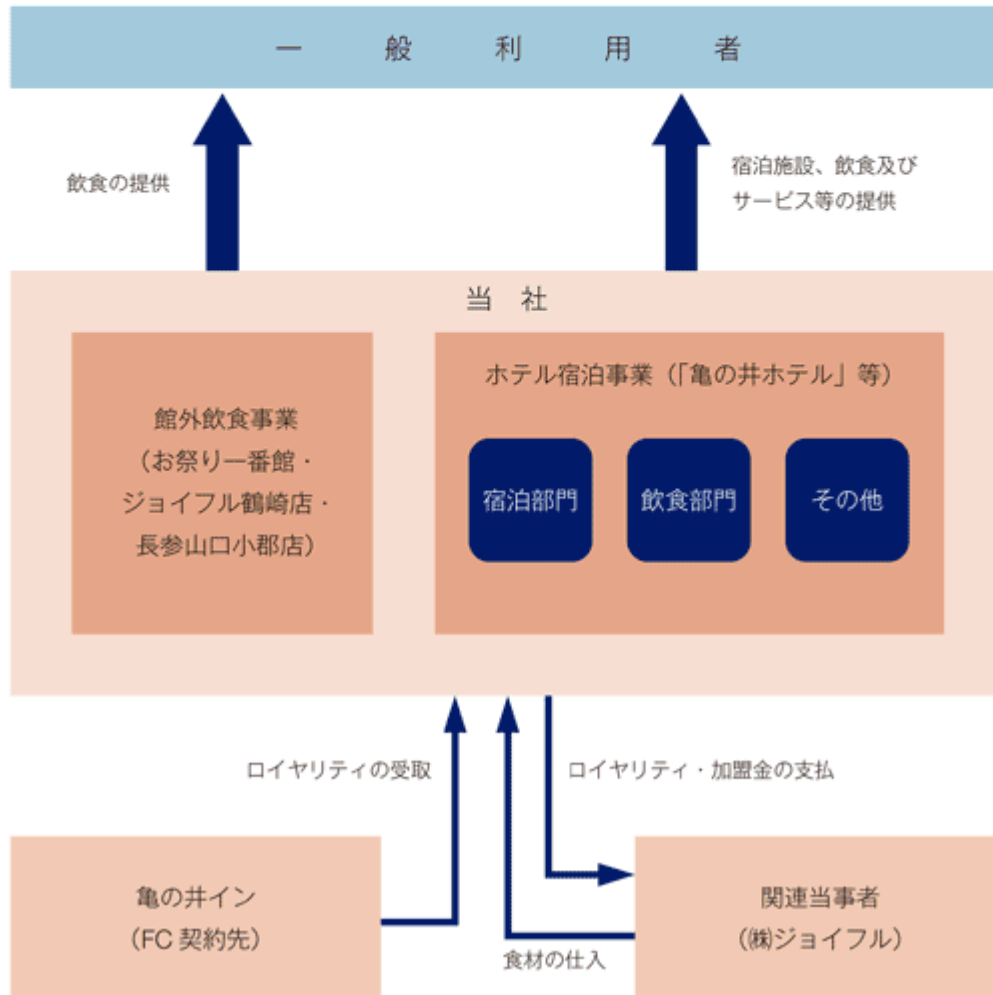 一般利用者
飲食の提供
宿泊施設、飲食及び
サービス等の提供
当社
館外飲食事業
(お祭り一番館・
ジョイフル鶴崎店・
長参山口小郡店)
ホテル宿泊事業(「亀の井ホテル」等)
宿泊部門
飲食部門
その他
ロイヤリティの受取
ロイヤリティ・加盟金の支払
亀の井イン
(FC 契約先)
食材の仕入
関連当事者
(㈱ジョイフル)